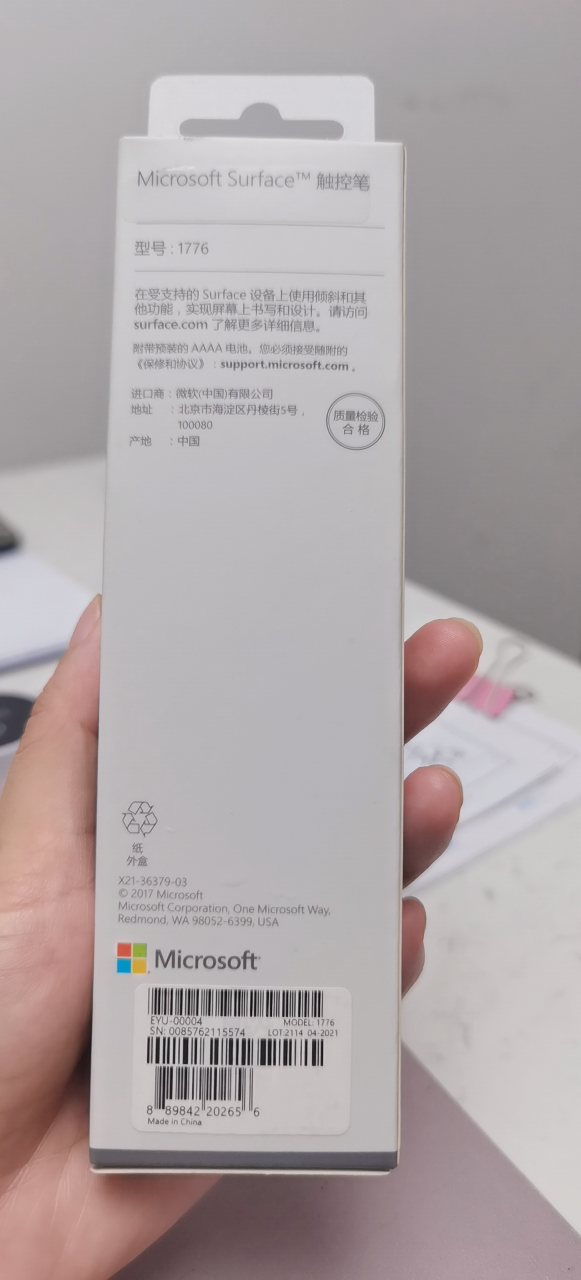 Microsoft Surface™ 触控笔
型号 : 1776
在受支持的 Surface 设备上使用倾斜和其
他功能，实现屏幕上书写和设计。请访问
surface.com 了解更多详细信息。
附带预装的 AAAA 电池。您必须接受随附的
《保修和协议》 : support.microsoft.com 。
进口商 : 微软(中国)有限公司
地址 : 北京市海淀区丹棱街5号，
100080
产地 : 中国
质量检验
合 格
纸
外盒
X21-36379-03
© 2017 Microsoft
Microsoft Corporation, One Microsoft Way,
Redmond, WA 98052-6399, USA
Microsoft
EYU-00004 MODEL: 1776
SN: 0085762115574 LOT:2114 04-2021
8 89842 20265 6
Made in China